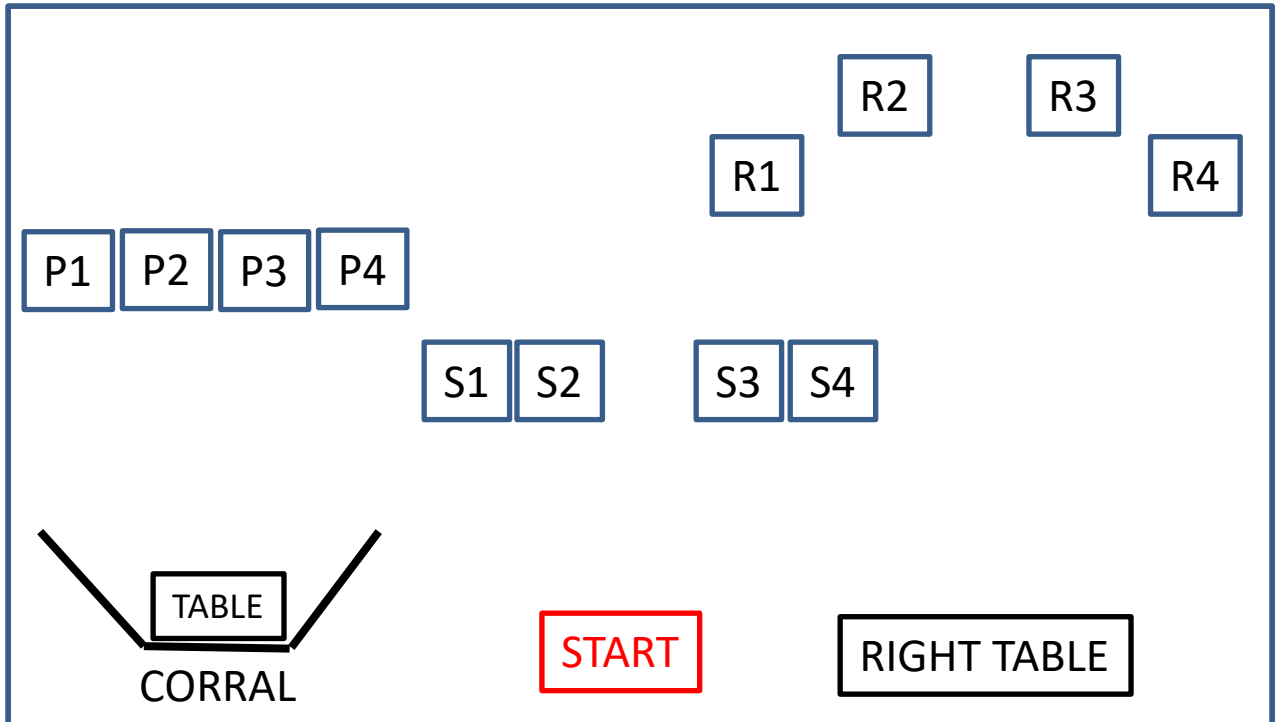 R2 R3
R1 R4
P1 P2 P3 P4
S1 S2 S3 S4
TABLE
START RIGHT TABLE
CORRAL